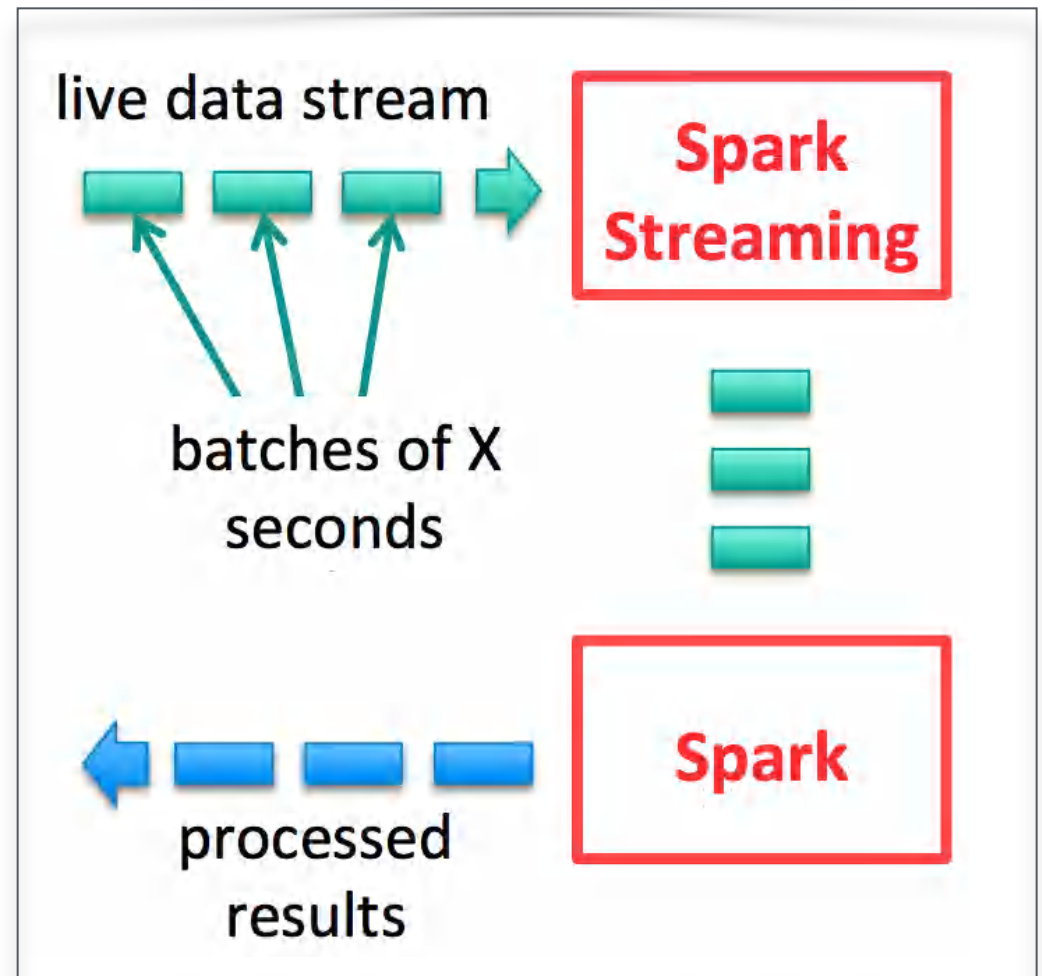 live data stream
Spark
Streaming
batches of X
seconds
Spark
processed
results